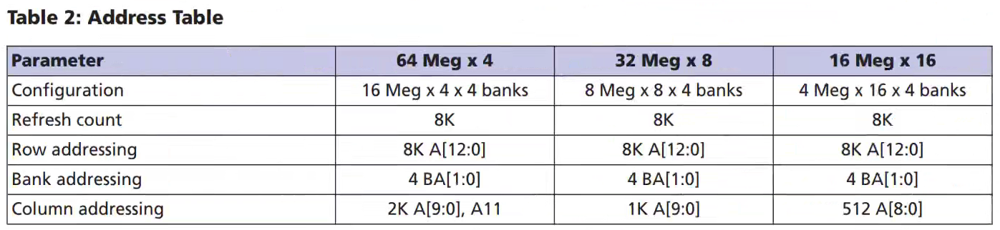 Table 2: Address Table
Parameter 64 Meg x 4 32 Meg x 8 16 Meg x 16
Configuration 16 Meg x 4 x 4 banks 8 Meg x 8 x 4 banks 4 Meg x 16 x 4 banks
Refresh count 8K 8K 8K
Row addressing 8K A[12:0] 8K A[12:0] 8K A[12:0]
Bank addressing 4 BA[1:0] 4 BA[1:0] 4 BA[1:0]
Column addressing 2K A[9:0], A11 1K A[9:0] 512 A[8:0]